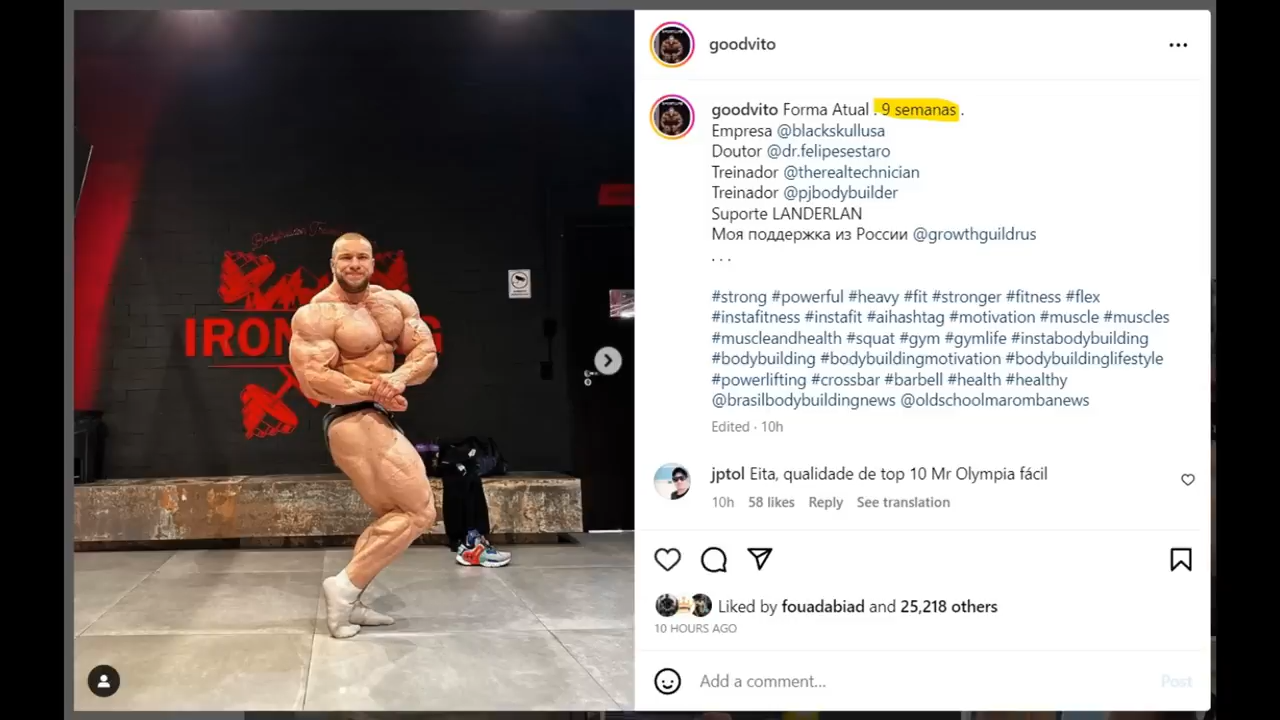 goodvito
goodvito Forma Atual . 9 semanas .
Empresa @blackskullusa
Doutor @dr.felipesestaro
Treinador @therealtechnician
Treinador @pjbodybuilder
Suporte LANDERLAN
Моя поддержка из России @growthguildrus
. . .
#strong #powerful #heavy #fit #stronger #fitness #flex
#instafitness #instafit #aihashtag #motivation #muscle #muscles
#muscleandhealth #squat #gym #gymlife #instabodybuilding
#bodybuilding #bodybuildingmotivation #bodybuildinglifestyle
#powerlifting #crossbar #barbell #health #healthy
@brasilbodybuildingnews @oldschoolmarombanews
Edited · 10h
jptol Eita, qualidade de top 10 Mr Olympia fácil
10h 58 likes Reply See translation
Liked by fouadabiad and 25,218 others
10 HOURS AGO
Add a comment...
Post